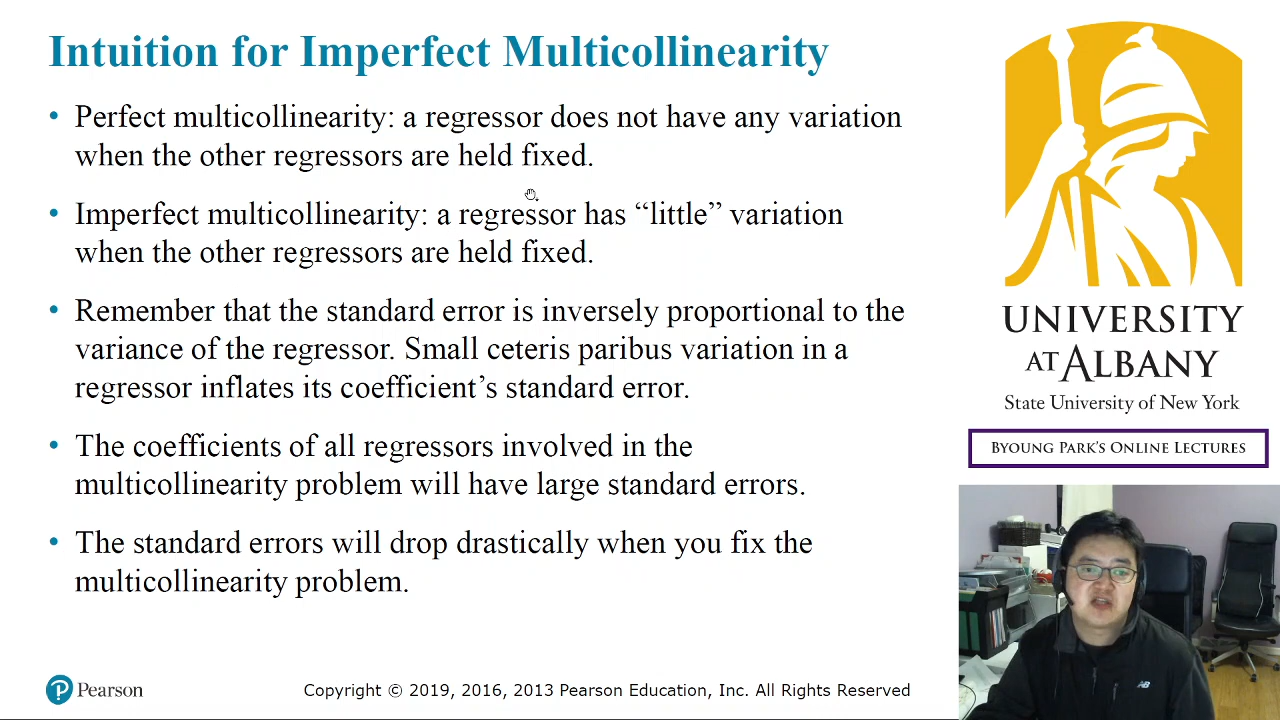 Intuition for Imperfect Multicollinearity
• Perfect multicollinearity: a regressor does not have any variation
when the other regressors are held fixed.
• Imperfect multicollinearity: a regressor has “little” variation
when the other regressors are held fixed.
• Remember that the standard error is inversely proportional to the
variance of the regressor. Small ceteris paribus variation in a
regressor inflates its coefficient’s standard error.
• The coefficients of all regressors involved in the
multicollinearity problem will have large standard errors.
• The standard errors will drop drastically when you fix the
multicollinearity problem.
P Pearson
Copyright © 2019, 2016, 2013 Pearson Education, Inc. All Rights Reserved
UNIVERSITY
AT ALBANY
State University of New York
BYOUNG PARK’S ONLINE LECTURES
NB